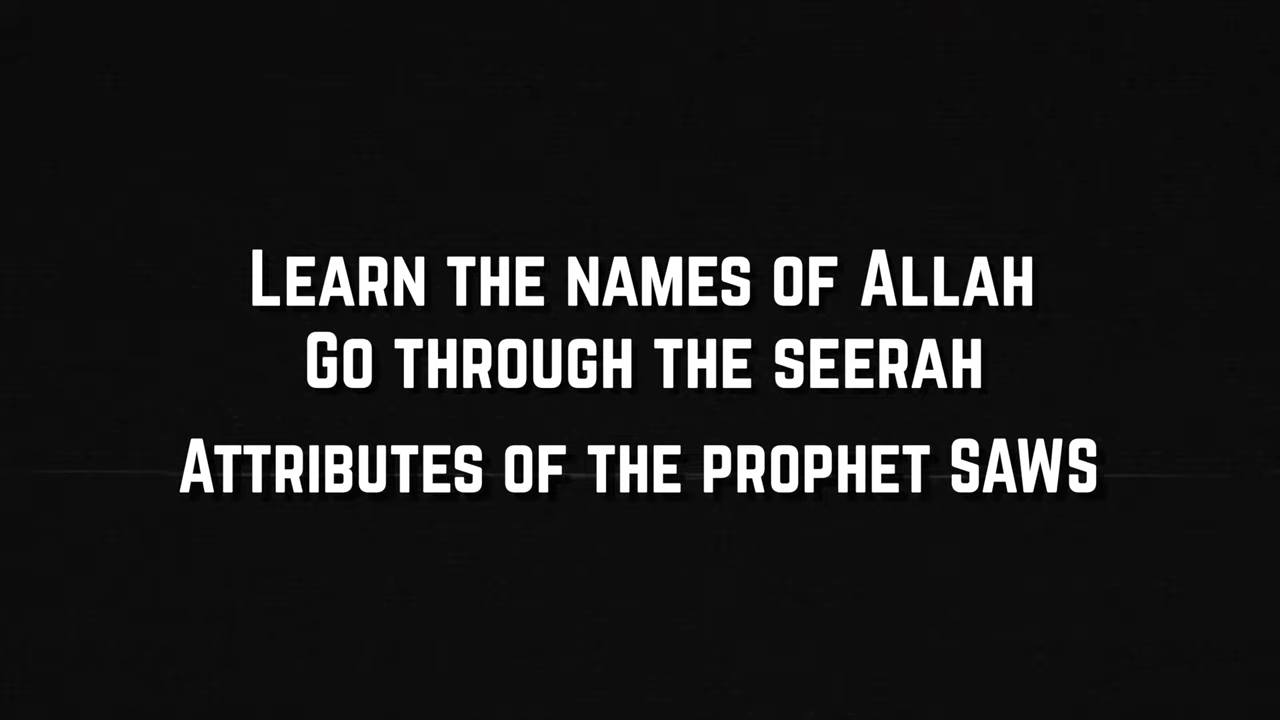 Learn the names of Allah
Go through the seerah
Attributes of the prophet SAWS